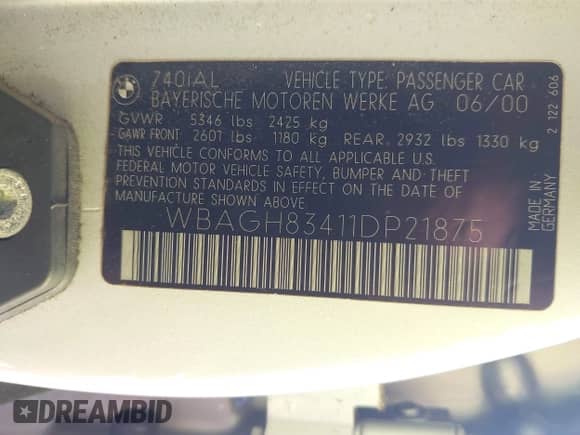 740iAL VEHICLE TYPE: PASSENGER CAR
BAYERISCHE MOTOREN WERKE AG 06/00
GVWR 5346 lbs 2425 kg
GAWR FRONT 2601 lbs 1180 kg REAR 2932 lbs 1330 kg
THIS VEHICLE CONFORMS TO ALL APPLICABLE U.S.
FEDERAL MOTOR VEHICLE SAFETY, BUMPER AND THEFT
PREVENTION STANDARDS IN EFFECT ON THE DATE OF
MANUFACTURE SHOWN ABOVE
WBAGH83411DP21875
2 122 606
MADE IN
GERMANY
DREAMBID